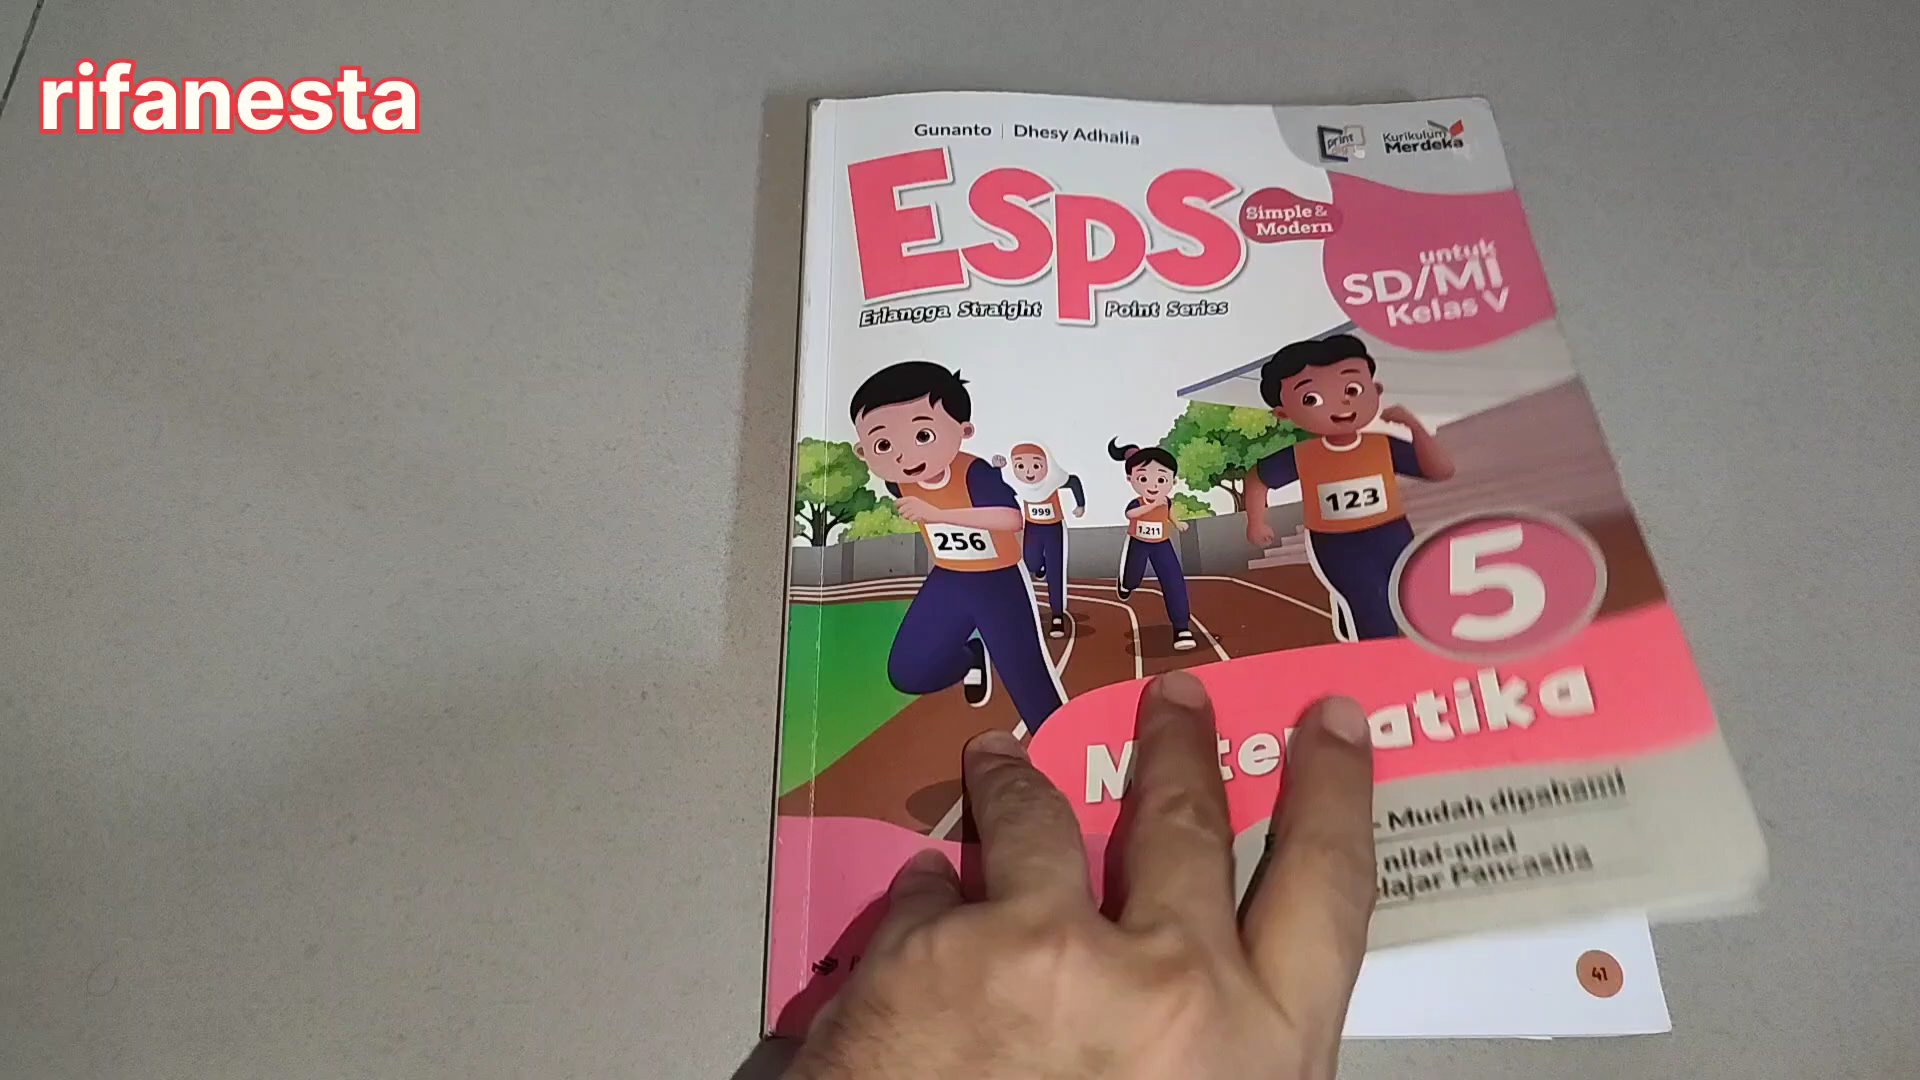 rifanesta
Gunanto | Dhesy Adhalia
print
Kurikulum
Merdeka
ESPS
Simple &
Modern
Erlangga Straight Point Series
untuk
SD/MI
Kelas V
256
999
1.211
123
5
Matematika
- Mudah dipahami
nilai-nilai
Pancasila
41